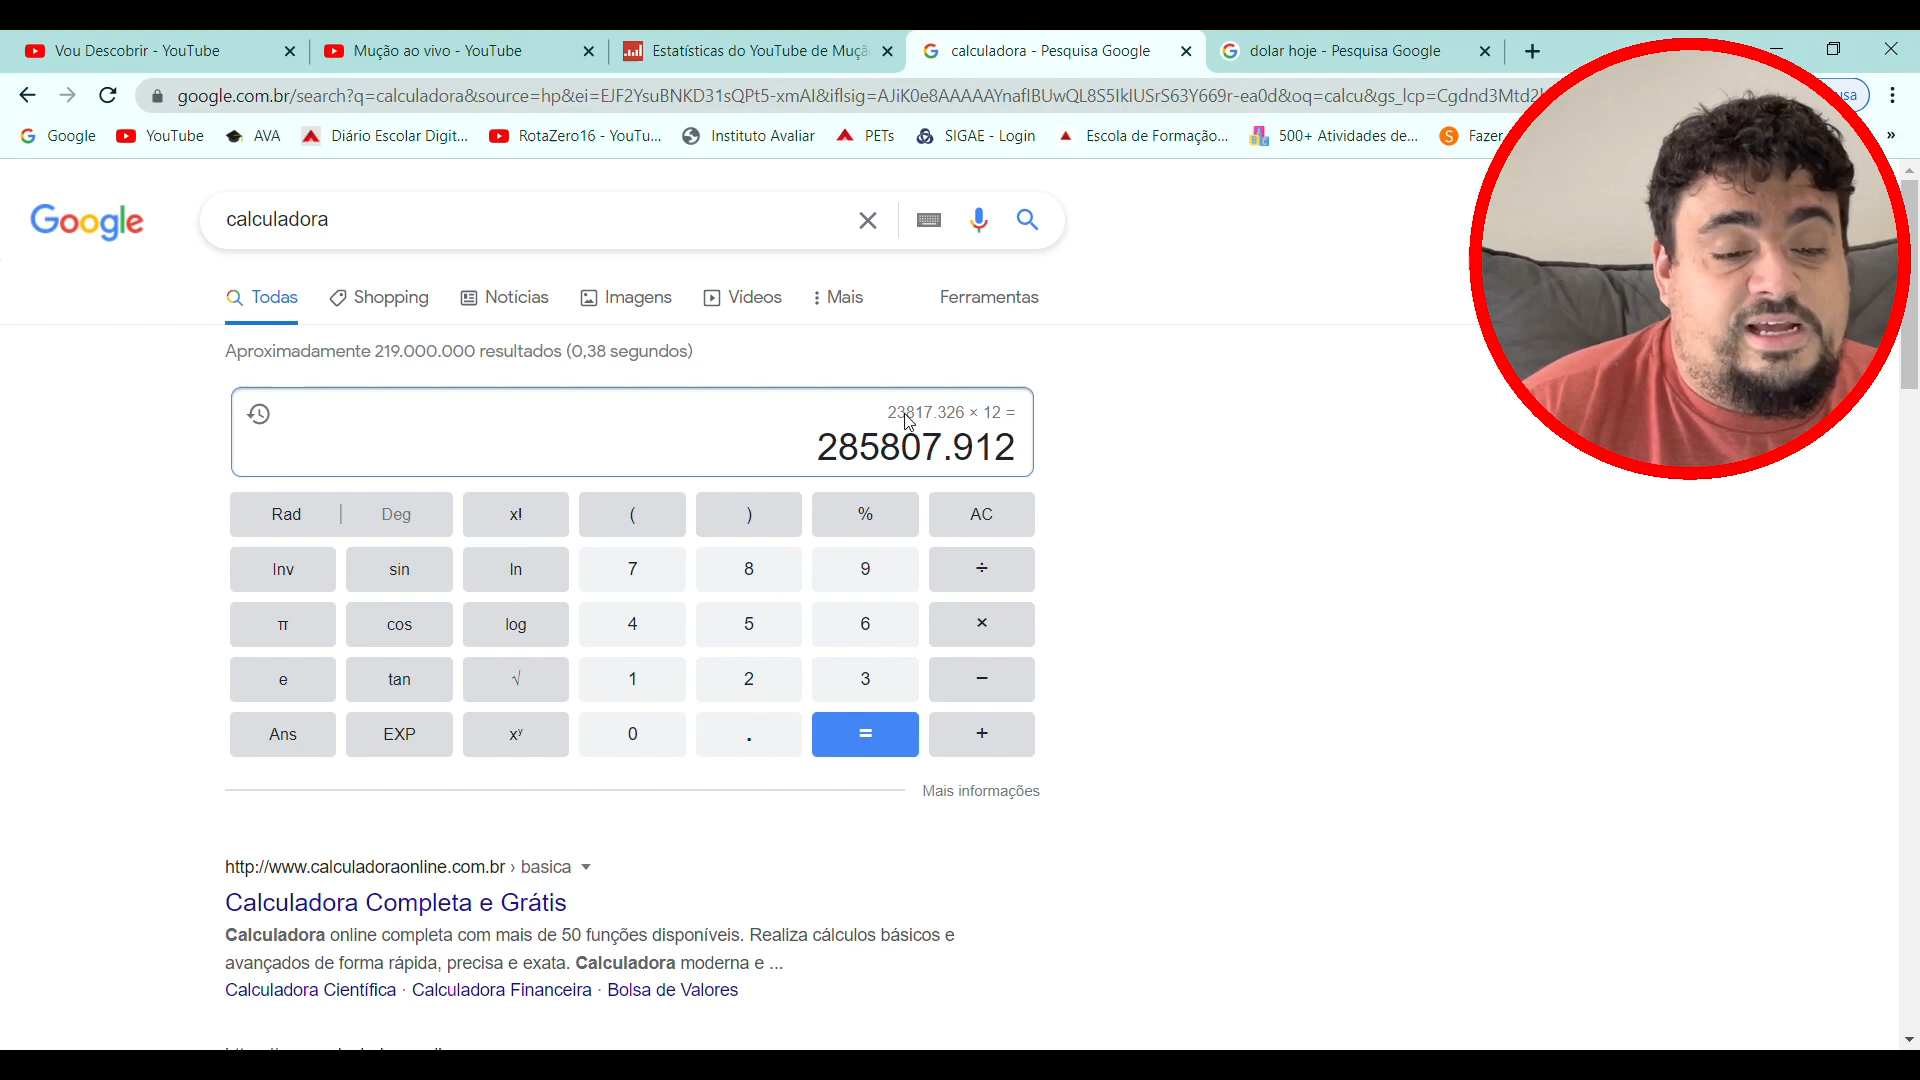 Vou Descobrir - YouTube
Mução ao vivo - YouTube
Estatísticas do YouTube de Muçã
calculadora - Pesquisa Google
dolar hoje - Pesquisa Google
google.com.br/search?q=calculadora&source=hp&ei=EJF2YsuBNKD31sQPt5-xmAI&iflsig=AJiK0e8AAAAAYnafIBUwQL8S5IkIUSrS63Y669r-ea0d&oq=calcu&gs_lcp=Cgdnd3Mtd2l
usa
Google
YouTube
AVA
Diário Escolar Digit...
RotaZero16 - YouTu...
Instituto Avaliar
PETs
SIGAE - Login
Escola de Formação...
500+ Atividades de...
Fazer
»
Google
calculadora
Todas
Shopping
Notícias
Imagens
Vídeos
Mais
Ferramentas
Aproximadamente 219.000.000 resultados (0,38 segundos)
23817.326 × 12 =
285807.912
Rad | Deg x! ( ) % AC
Inv sin ln 7 8 9 ÷
π cos log 4 5 6 ×
e tan √ 1 2 3 −
Ans EXP xʸ 0 . = +
Mais informações
http://www.calculadoraonline.com.br › basica
Calculadora Completa e Grátis
Calculadora online completa com mais de 50 funções disponíveis. Realiza cálculos básicos e
avançados de forma rápida, precisa e exata. Calculadora moderna e ...
Calculadora Científica · Calculadora Financeira · Bolsa de Valores